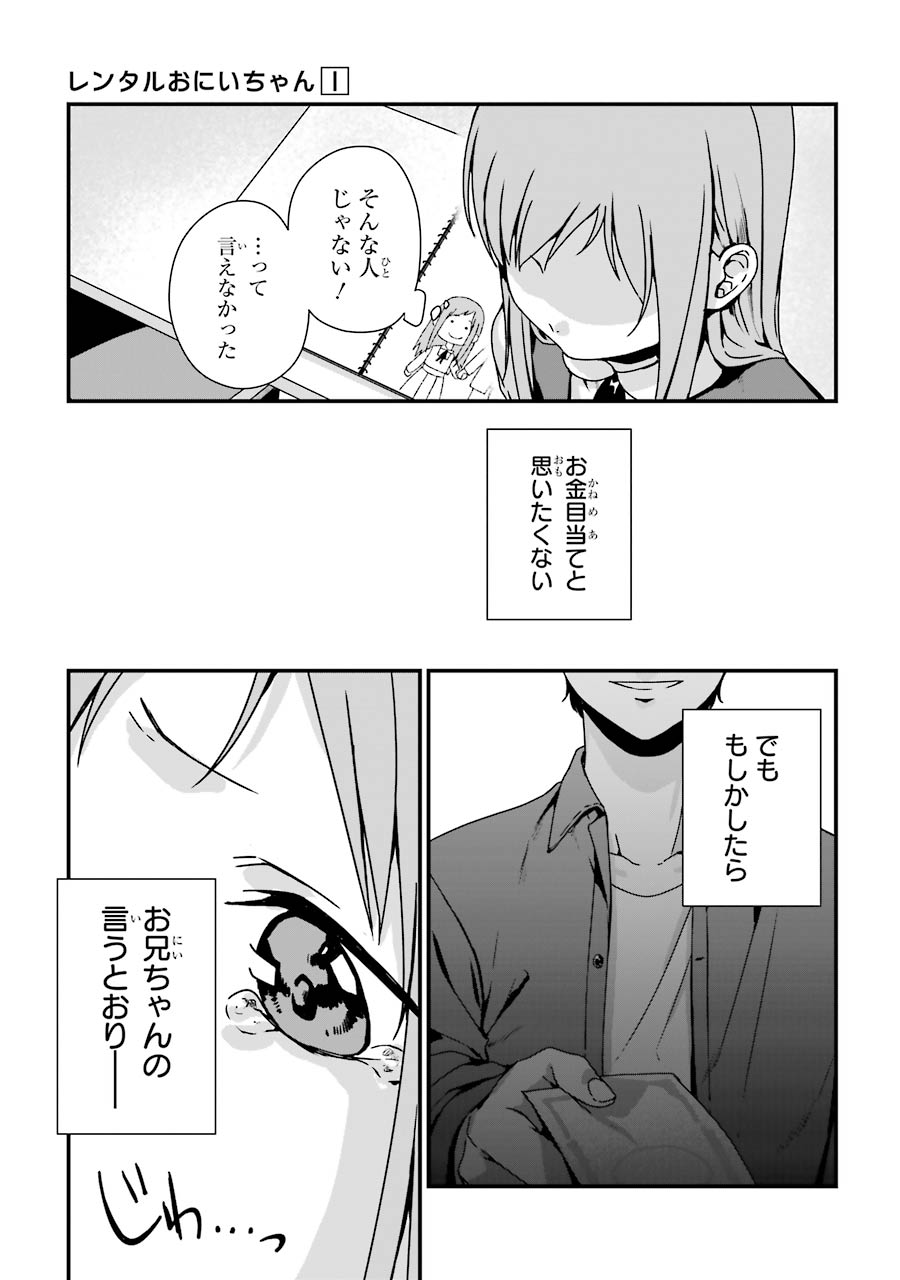 レンタルおにいちゃん 1
そんな人
じゃない!
…って
言えなかった
お金目当てと
思いたくない
でも
もしかしたら
お兄ちゃんの
言うとおり――
じわ…っ